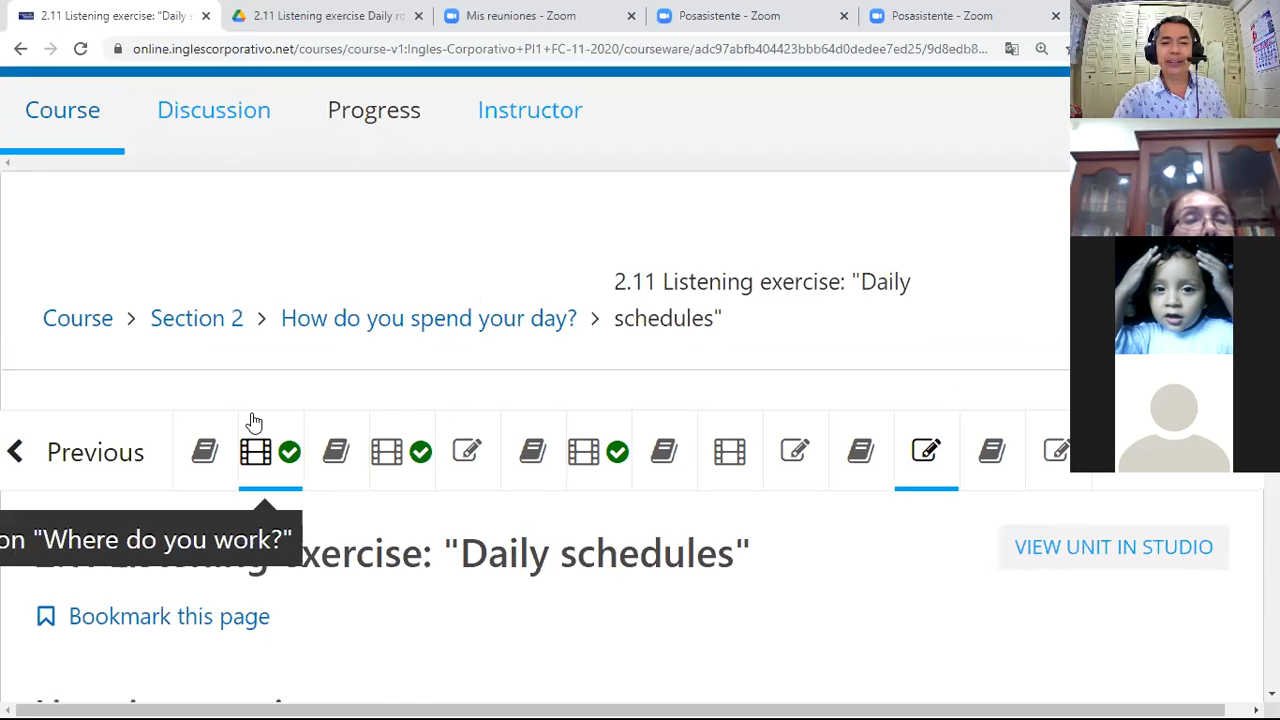 2.11 Listening exercise: "Daily
2.11 Listening exercise Daily ro
Mis reuniones - Zoom
Posasistente - Zoom
Posasistente - Zoom
online.inglescorporativo.net/courses/course-v1:Ingles-Corporativo+PI1+FC-11-2020/courseware/adc97abfb404423bbb64d0dedee7ed25/9d8edb8...
Course Discussion Progress Instructor
2.11 Listening exercise: "Daily
Course > Section 2 > How do you spend your day? > schedules"
Previous
on "Where do you work?"
exercise: "Daily schedules"
VIEW UNIT IN STUDIO
Bookmark this page